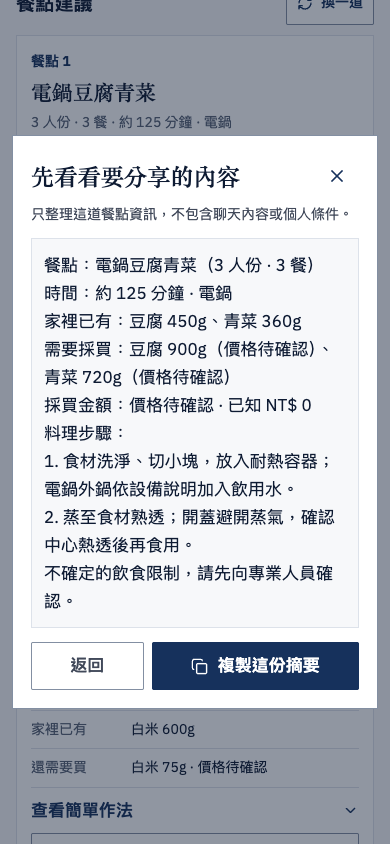 餐點建議
換一道
餐點 1
電鍋豆腐青菜
3 人份 · 3 餐 · 約 125 分鐘 · 電鍋
先看看要分享的內容
只整理這道餐點資訊，不包含聊天內容或個人條件。
餐點：電鍋豆腐青菜（3 人份 · 3 餐）
時間：約 125 分鐘 · 電鍋
家裡已有：豆腐 450g、青菜 360g
需要採買：豆腐 900g（價格待確認）、
青菜 720g（價格待確認）
採買金額：價格待確認 · 已知 NT$ 0
料理步驟：
1. 食材洗淨、切小塊，放入耐熱容器；
電鍋外鍋依設備說明加入飲用水。
2. 蒸至食材熟透；開蓋避開蒸氣，確認
中心熱透後再食用。
不確定的飲食限制，請先向專業人員確
認。
返回
複製這份摘要
家裡已有 白米 600g
還需要買 白米 75g · 價格待確認
查看簡單作法